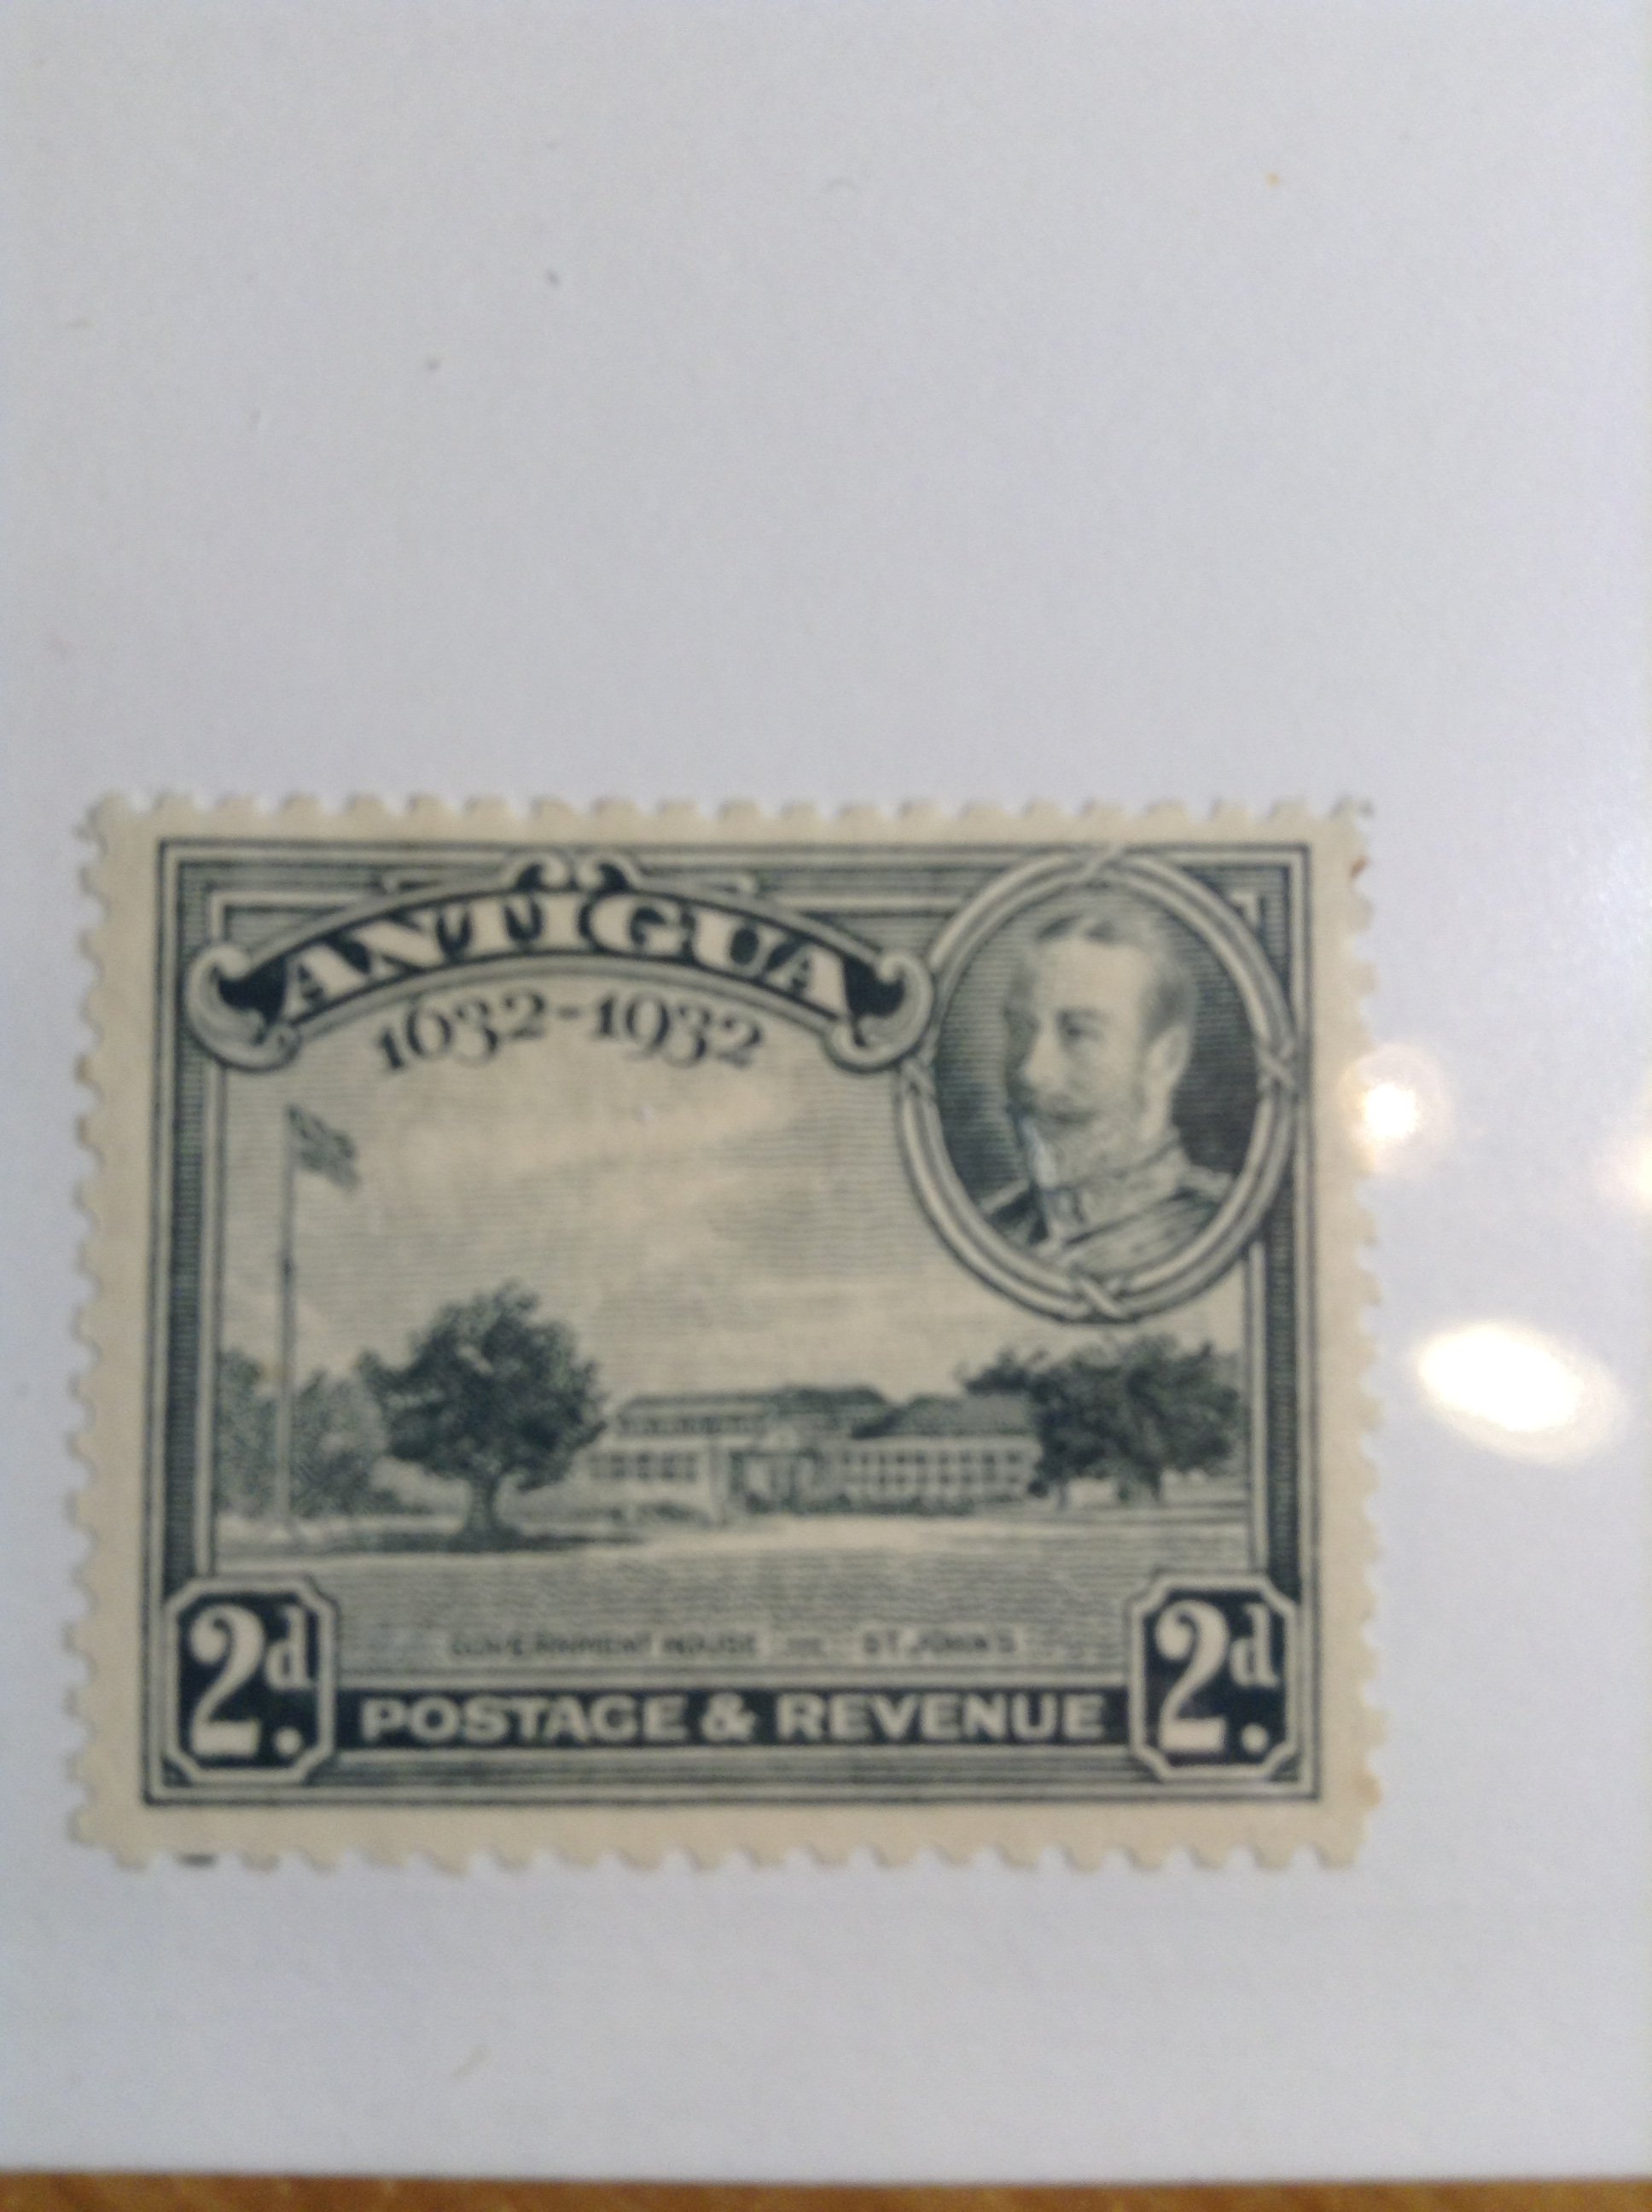 ANTIGUA
1632-1932
GOVERNMENT HOUSE ST. JOHN'S
2d.
POSTAGE & REVENUE
2d.